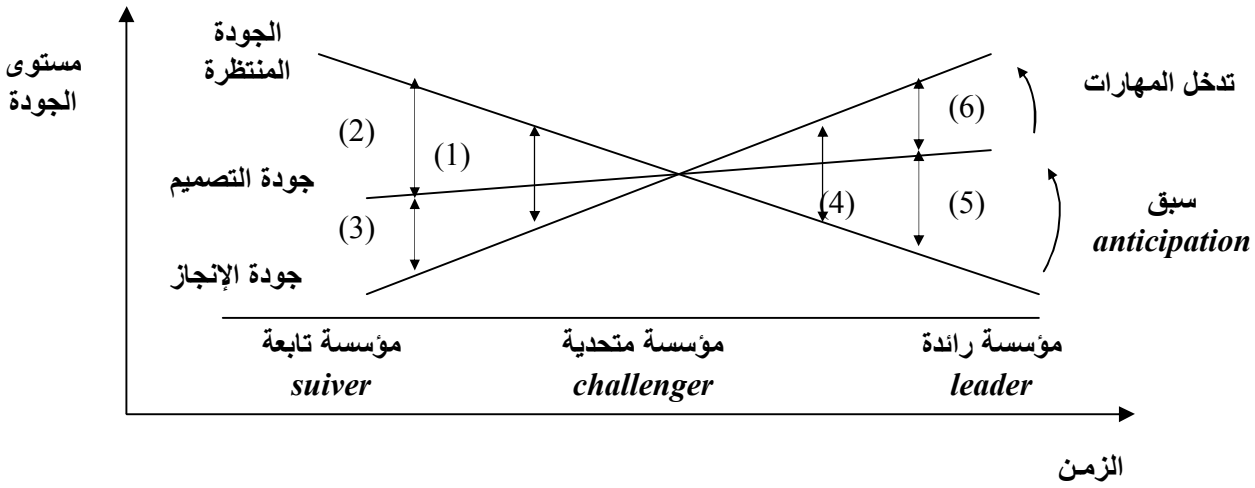 الجودة
المنتظرة
مستوى
الجودة
تدخل المهارات
(6)
(2)
(1)
جودة التصميم
(4)
(5)
سبق
anticipation
(3)
جودة الإنجاز
مؤسسة تابعة
suiver
مؤسسة متحدية
challenger
مؤسسة رائدة
leader
الزمن